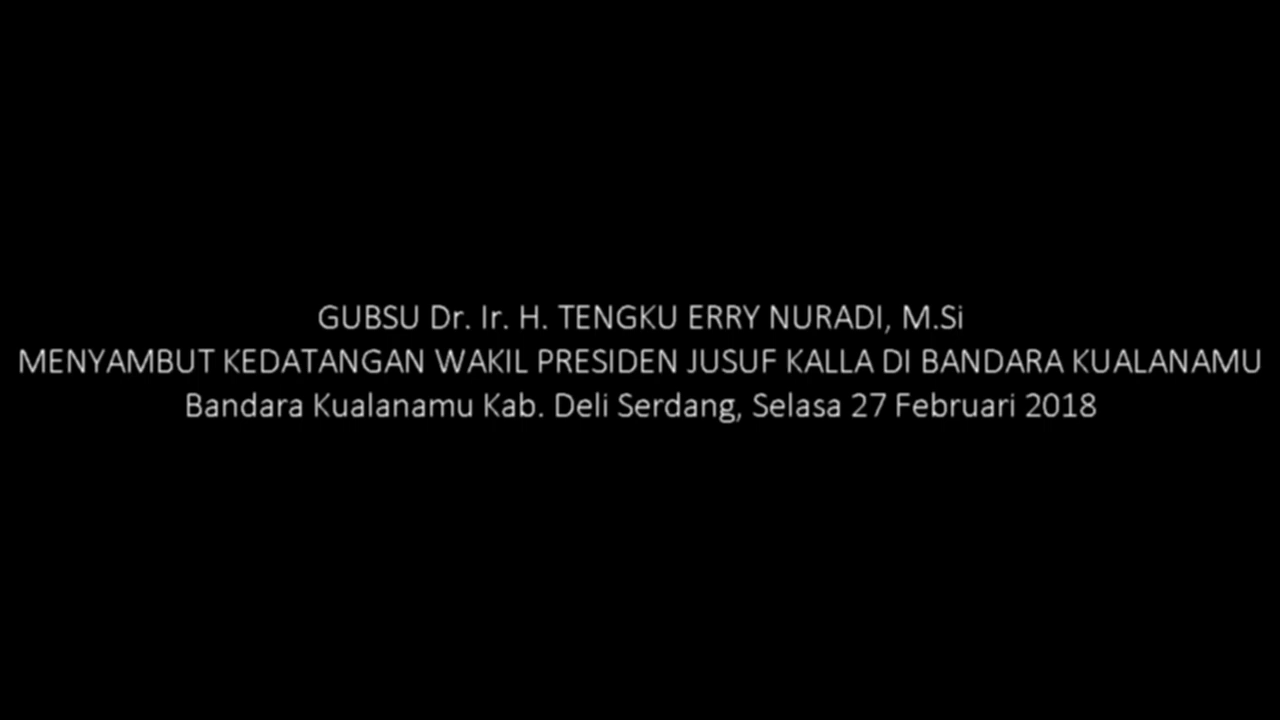 GUBSU Dr. Ir. H. TENGKU ERRY NURADI, M.Si
MENYAMBUT KEDATANGAN WAKIL PRESIDEN JUSUF KALLA DI BANDARA KUALANAMU
Bandara Kualanamu Kab. Deli Serdang, Selasa 27 Februari 2018